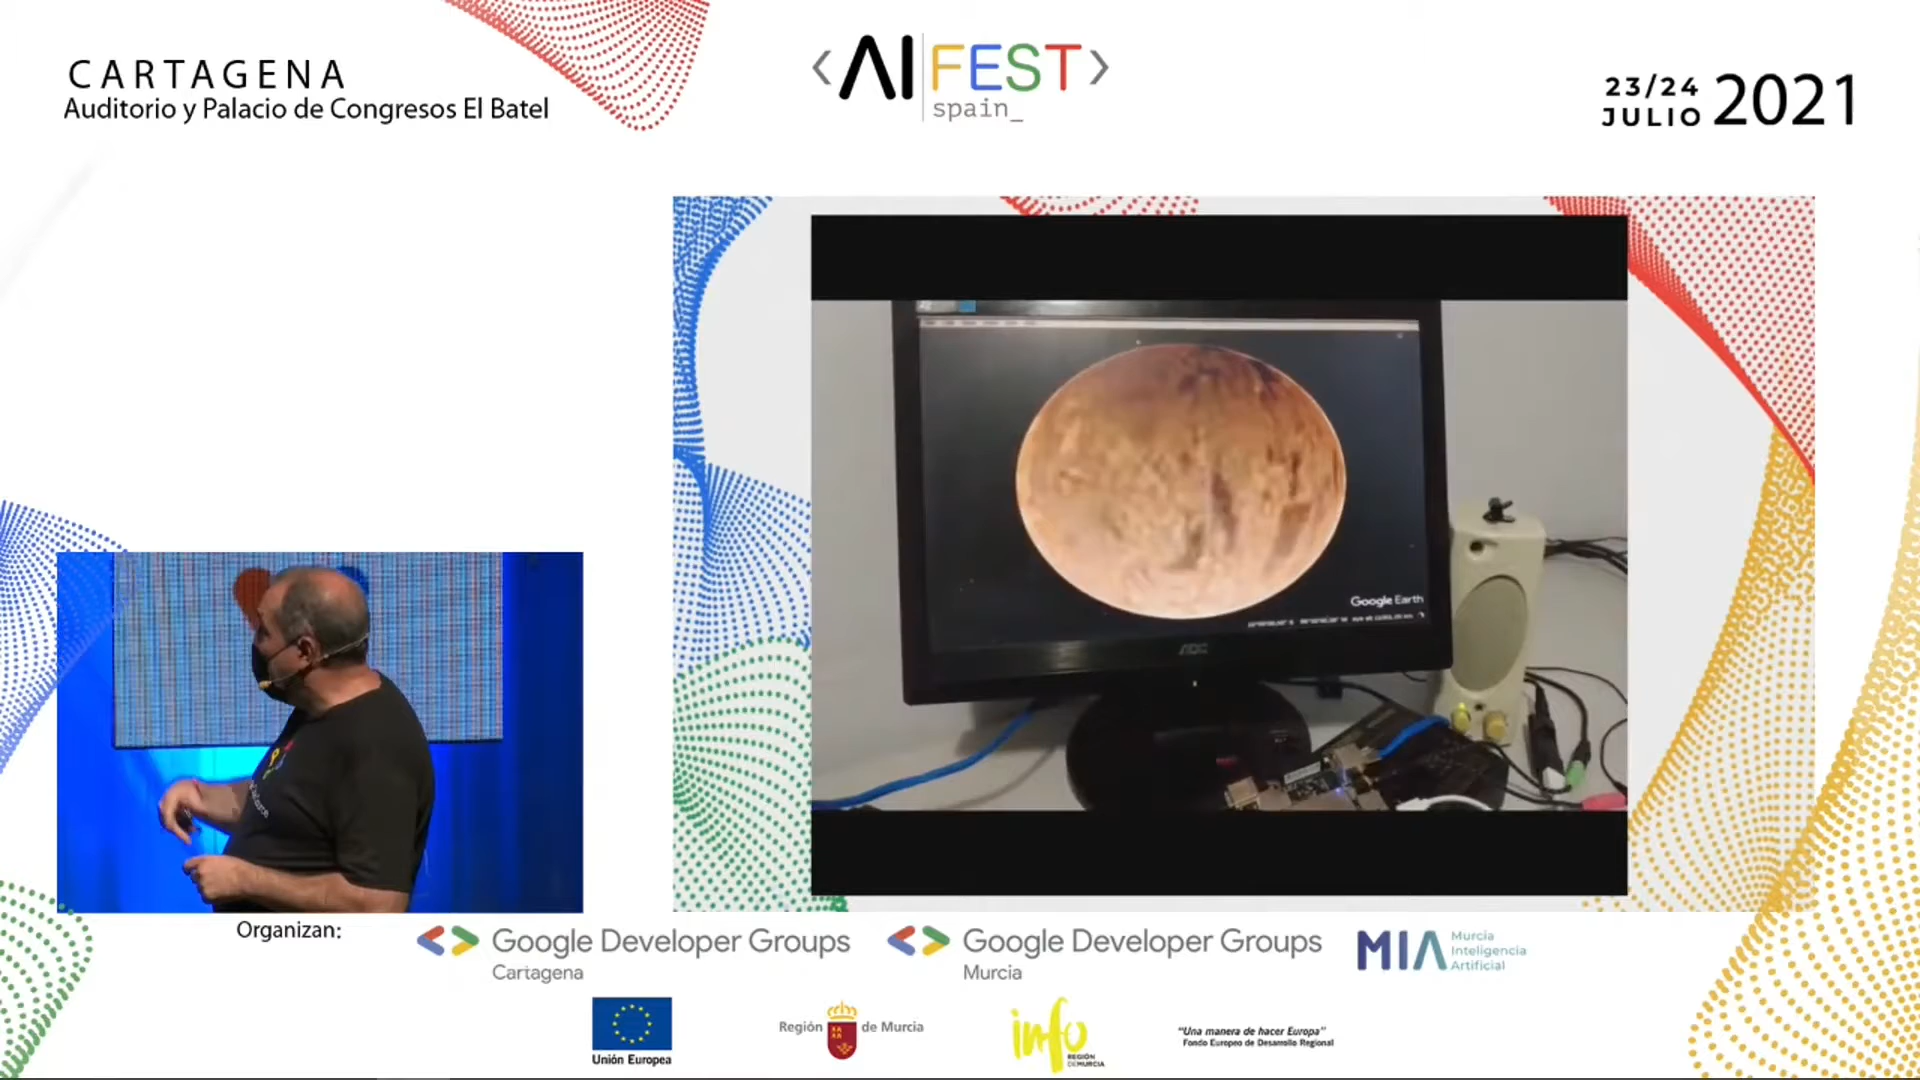 CARTAGENA
Auditorio y Palacio de Congresos El Batel
<AI FEST>
spain_
23/24
JULIO 2021
Google Earth
AOC
Organizan:
Google Developer Groups
Cartagena
Google Developer Groups
Murcia
MIA Murcia
Inteligencia
Artificial
Unión Europea
Región de Murcia
info
REGIÓN
DE MURCIA
"Una manera de hacer Europa"
Fondo Europeo de Desarrollo Regional